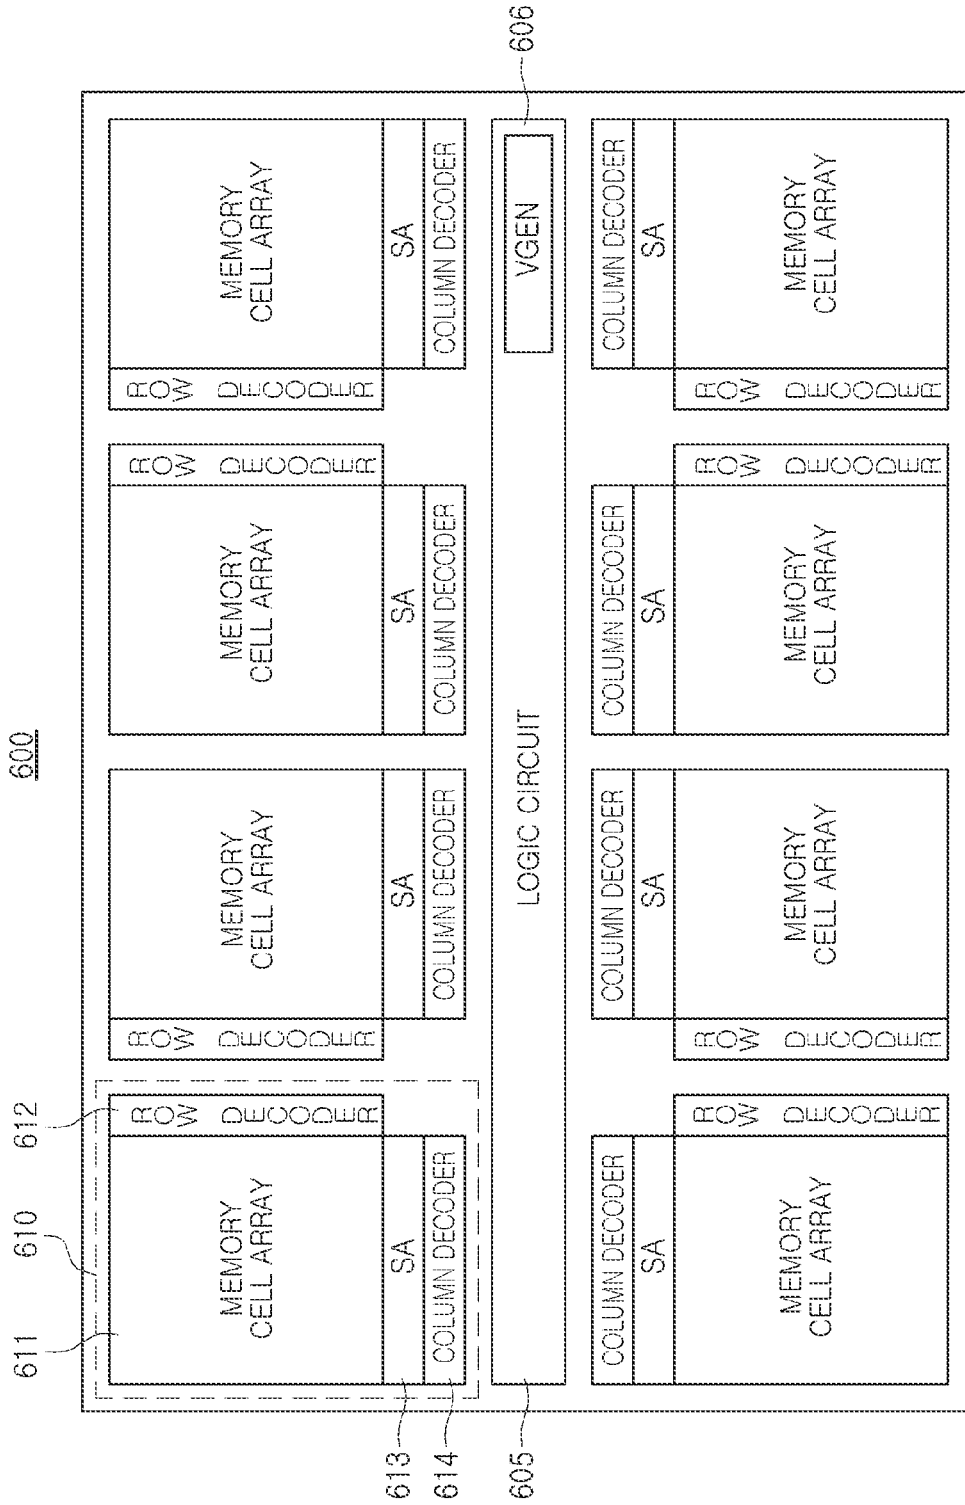 600
611
610
612
MEMORY
CELL ARRAY
ROW DECODER
SA
COLUMN DECODER
MEMORY
CELL ARRAY
ROW DECODER
SA
COLUMN DECODER
MEMORY
CELL ARRAY
ROW DECODER
SA
COLUMN DECODER
MEMORY
CELL ARRAY
ROW DECODER
SA
COLUMN DECODER
613
614
605
LOGIC CIRCUIT
VGEN
606
COLUMN DECODER
SA
MEMORY
CELL ARRAY
ROW DECODER
COLUMN DECODER
SA
MEMORY
CELL ARRAY
ROW DECODER
COLUMN DECODER
SA
MEMORY
CELL ARRAY
ROW DECODER
COLUMN DECODER
SA
MEMORY
CELL ARRAY
ROW DECODER